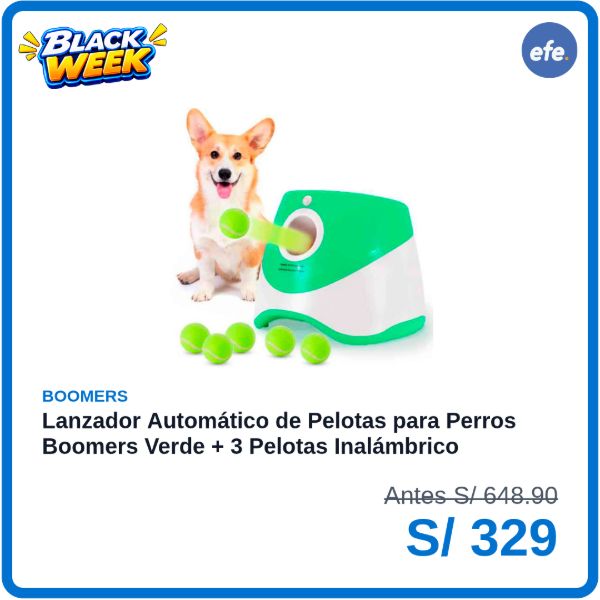 BLACK
WEEK
efe.
BOOMERS
Lanzador Automático de Pelotas para Perros
Boomers Verde + 3 Pelotas Inalámbrico
Antes S/ 648.90
S/ 329